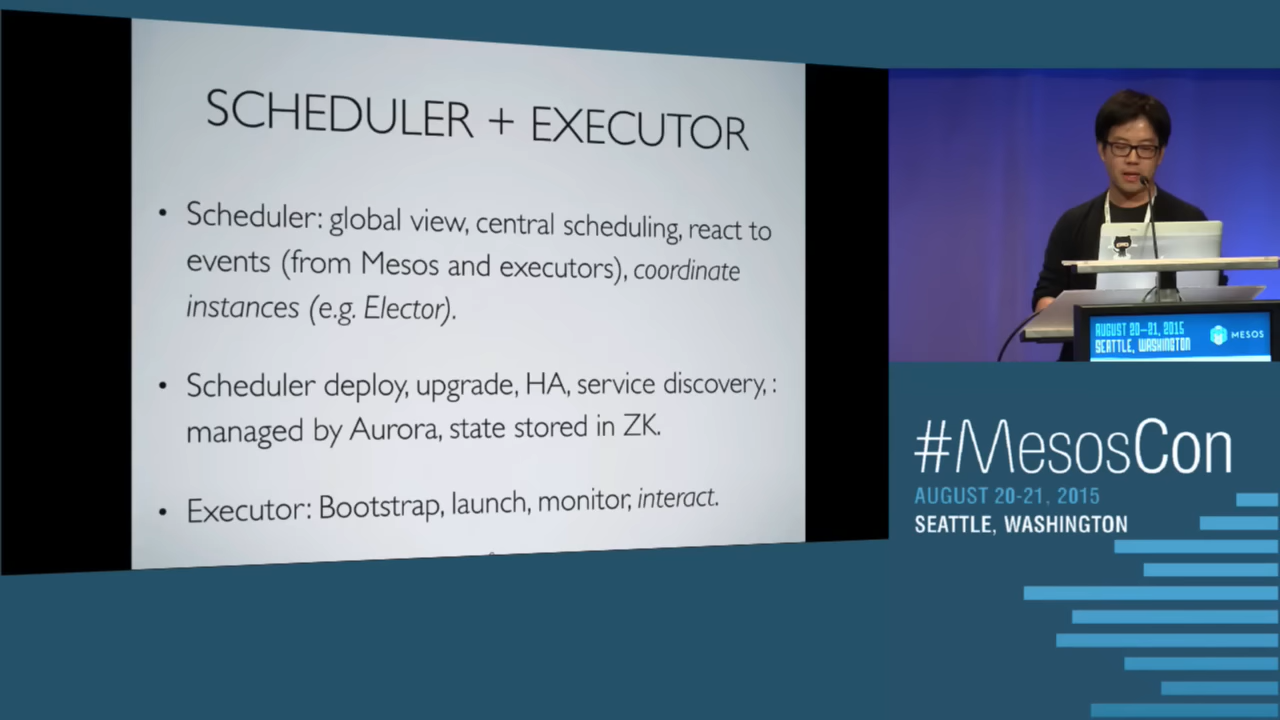 SCHEDULER + EXECUTOR
• Scheduler: global view, central scheduling, react to
events (from Mesos and executors), coordinate
instances (e.g. Elector).
• Scheduler deploy, upgrade, HA, service discovery, :
managed by Aurora, state stored in ZK.
• Executor: Bootstrap, launch, monitor, interact.
AUGUST 20-21, 2015
SEATTLE, WASHINGTON
MESOS
#MesosCon
AUGUST 20-21, 2015
SEATTLE, WASHINGTON